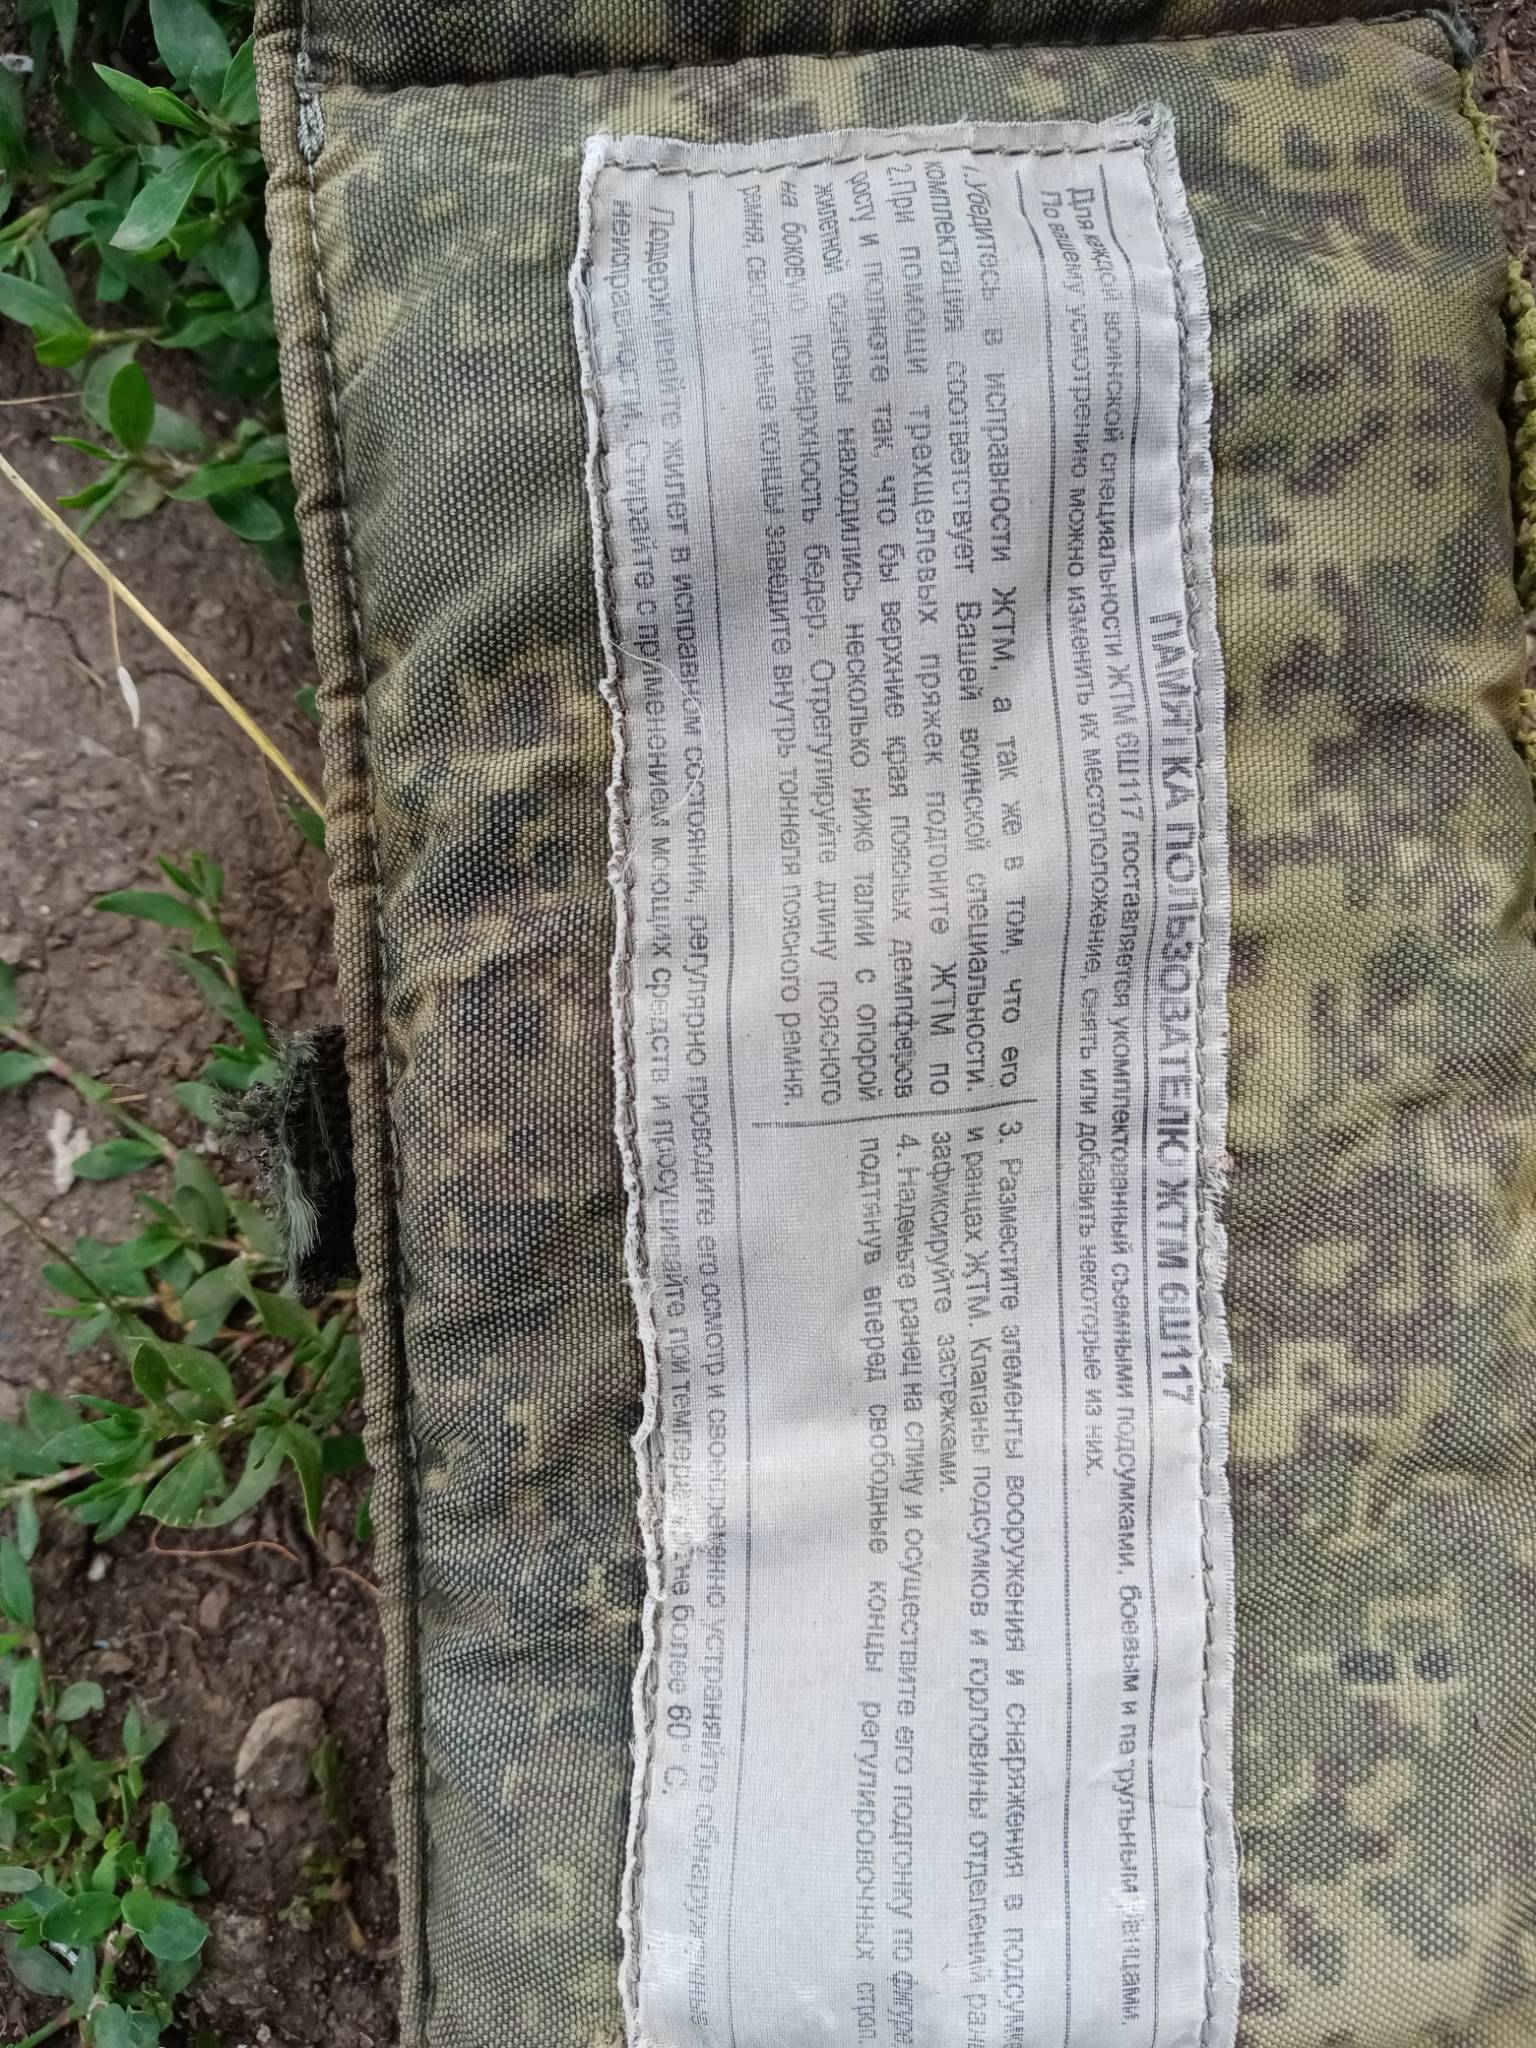 ПАМЯТКА ПОЛЬЗОВАТЕЛЮ ЖТМ 6Ш117
Для каждой воинской специальности ЖТМ 6Ш117 поставляется укомплектованный съемными подсумками, боевым и патрульным ранцами.
По вашему усмотрению можно изменить их местоположение, снять или добавить некоторые из них.
1.Убедитесь в исправности ЖТМ, а так же в том, что его
комплектация соответствует Вашей воинской специальности.
2.При помощи трехщелевых пряжек подгоните ЖТМ по
росту и полноте так, что бы верхние края поясных демпферов
жилетной основы находились несколько ниже талии с опорой
на боковую поверхность бедер. Отрегулируйте длину поясного
ремня, свободные концы заведите внутрь тоннеля поясного ремня.
3. Разместите элементы вооружения и снаряжения в подсумки
и ранцах ЖТМ. Клапаны подсумков и горловины отделений
зафиксируйте застежками.
4. Наденьте ранец на спину и осуществите его подгонку по фигуре
подтянув вперед свободные концы регулировочных строп.
Поддерживайте жилет в исправном состоянии, регулярно проводите его осмотр и своевременно устраняйте обнаруженные
неисправности. Стирайте с применением моющих средств и просушивайте при температуре не более 60° С.